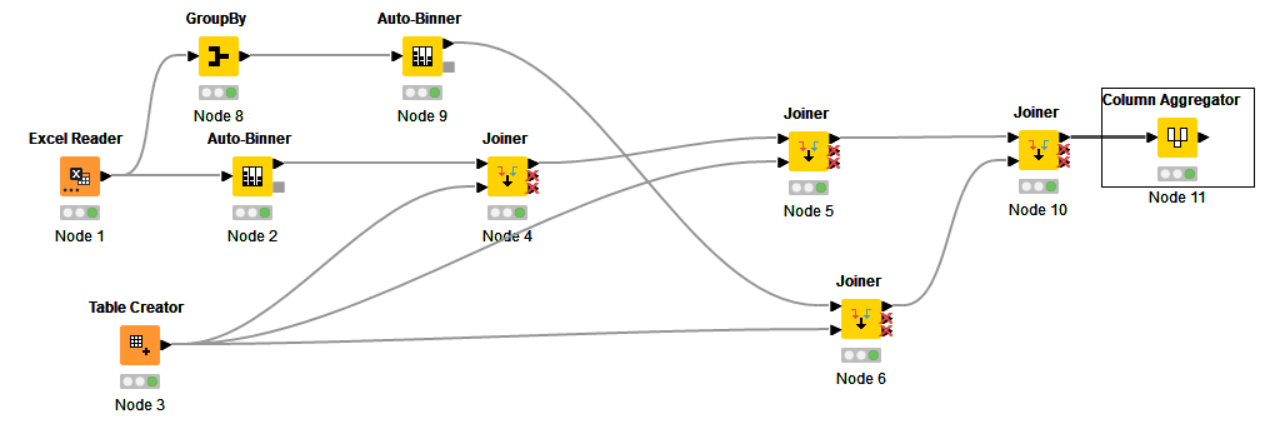 GroupBy
Auto-Binner
Node 8
Node 9
Excel Reader
Auto-Binner
Joiner
Joiner
Joiner
Column Aggregator
Node 1
Node 2
Node 4
Node 5
Node 10
Node 11
Table Creator
Joiner
Node 3
Node 6